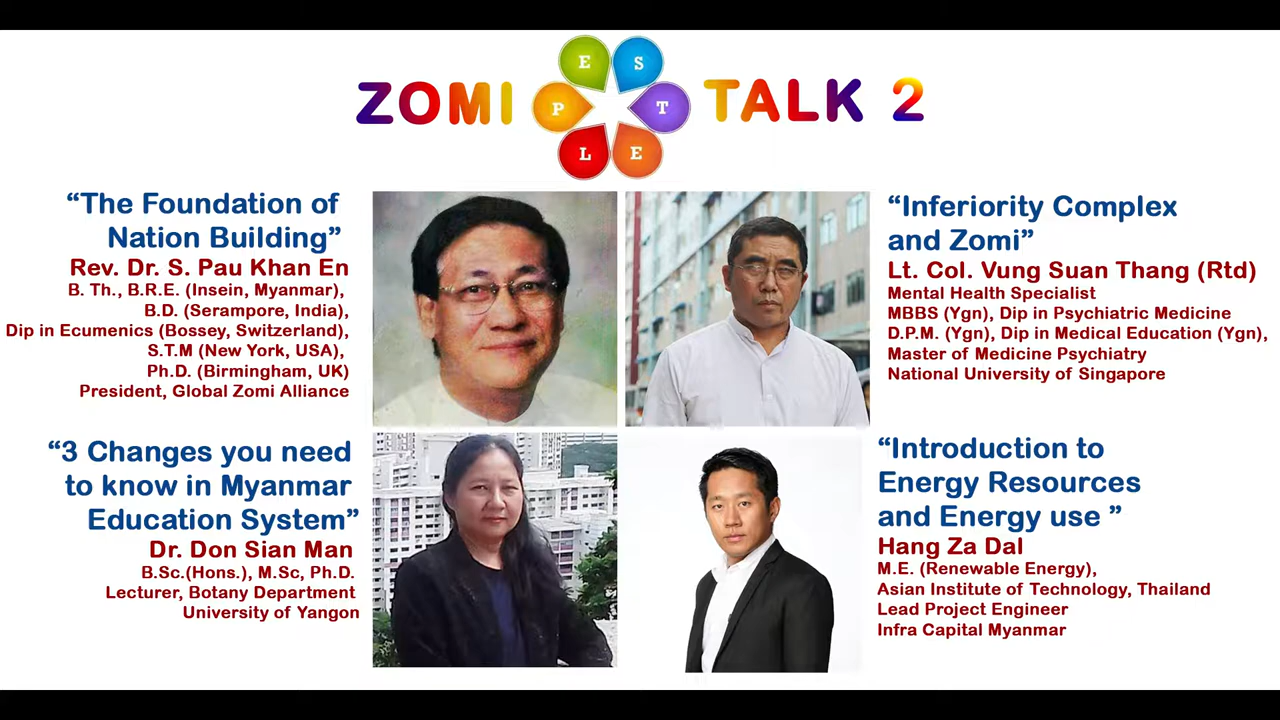 ZOMI
E S
P T
L E
TALK 2
“The Foundation of
Nation Building”
Rev. Dr. S. Pau Khan En
B. Th., B.R.E. (Insein, Myanmar),
B.D. (Serampore, India),
Dip in Ecumenics (Bossey, Switzerland),
S.T.M (New York, USA),
Ph.D. (Birmingham, UK)
President, Global Zomi Alliance
“Inferiority Complex
and Zomi”
Lt. Col. Vung Suan Thang (Rtd)
Mental Health Specialist
MBBS (Ygn), Dip in Psychiatric Medicine
D.P.M. (Ygn), Dip in Medical Education (Ygn),
Master of Medicine Psychiatry
National University of Singapore
“3 Changes you need
to know in Myanmar
Education System”
Dr. Don Sian Man
B.Sc.(Hons.), M.Sc, Ph.D.
Lecturer, Botany Department
University of Yangon
“Introduction to
Energy Resources
and Energy use ”
Hang Za Dal
M.E. (Renewable Energy),
Asian Institute of Technology, Thailand
Lead Project Engineer
Infra Capital Myanmar